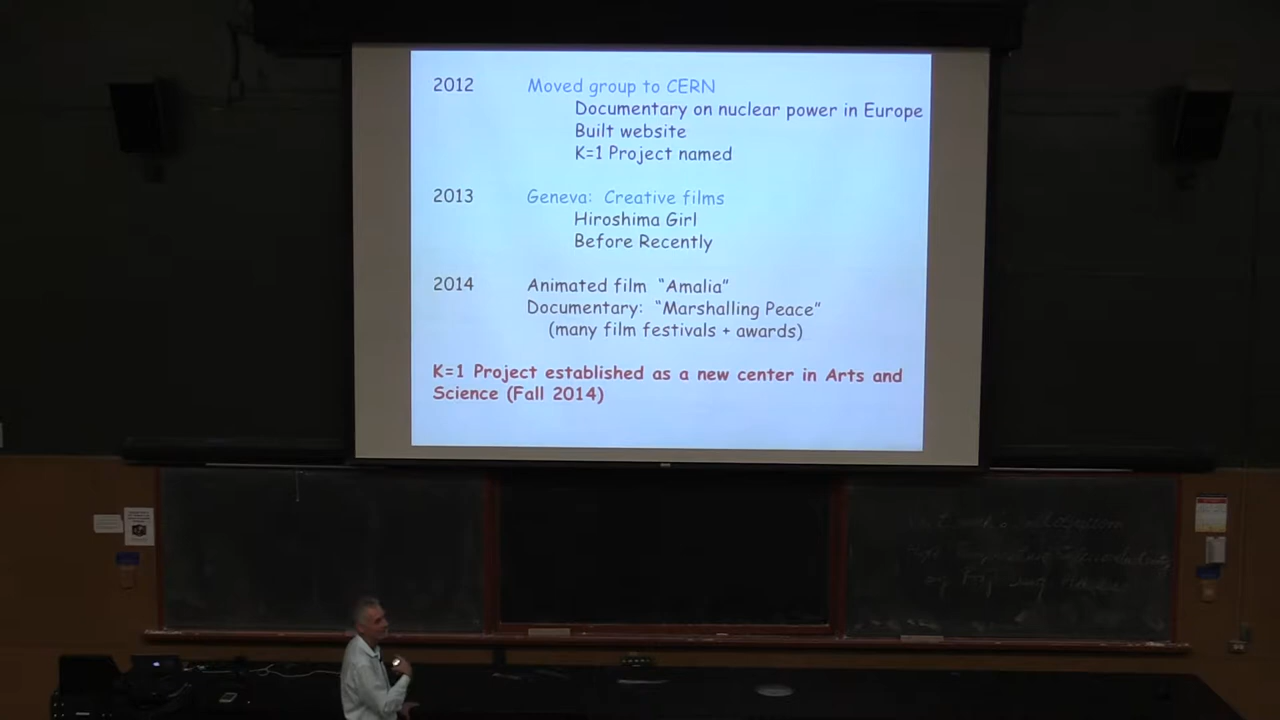 2012 Moved group to CERN
Documentary on nuclear power in Europe
Built website
K=1 Project named
2013 Geneva: Creative films
Hiroshima Girl
Before Recently
2014 Animated film "Amalia"
Documentary: "Marshalling Peace"
(many film festivals + awards)
K=1 Project established as a new center in Arts and
Science (Fall 2014)